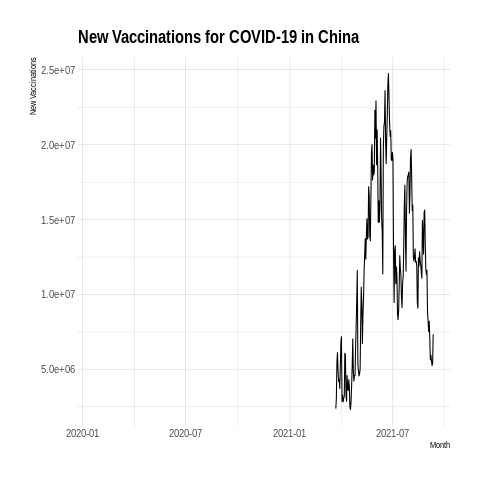 New Vaccinations for COVID-19 in China
New Vaccinations
2.5e+07
2.0e+07
1.5e+07
1.0e+07
5.0e+06
2020-01
2020-07
2021-01
2021-07
Month